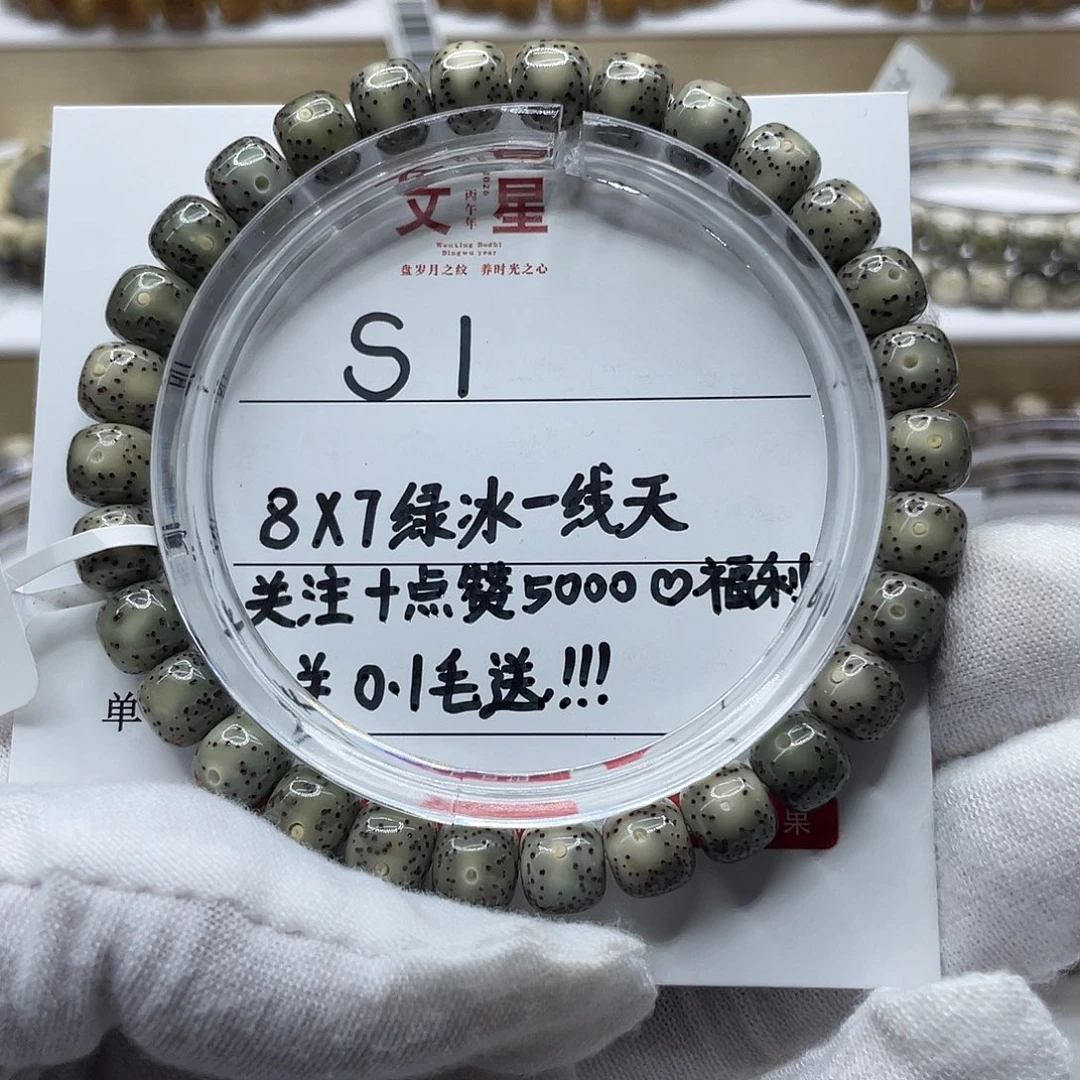 文星
2026
丙午年
Wenxing Bodhi
Bingwu year
盘岁月之纹 养时光之心
S1
8X7绿冰一线天
关注十点赞5000♡福利
￥0.1毛送!!!
单
果